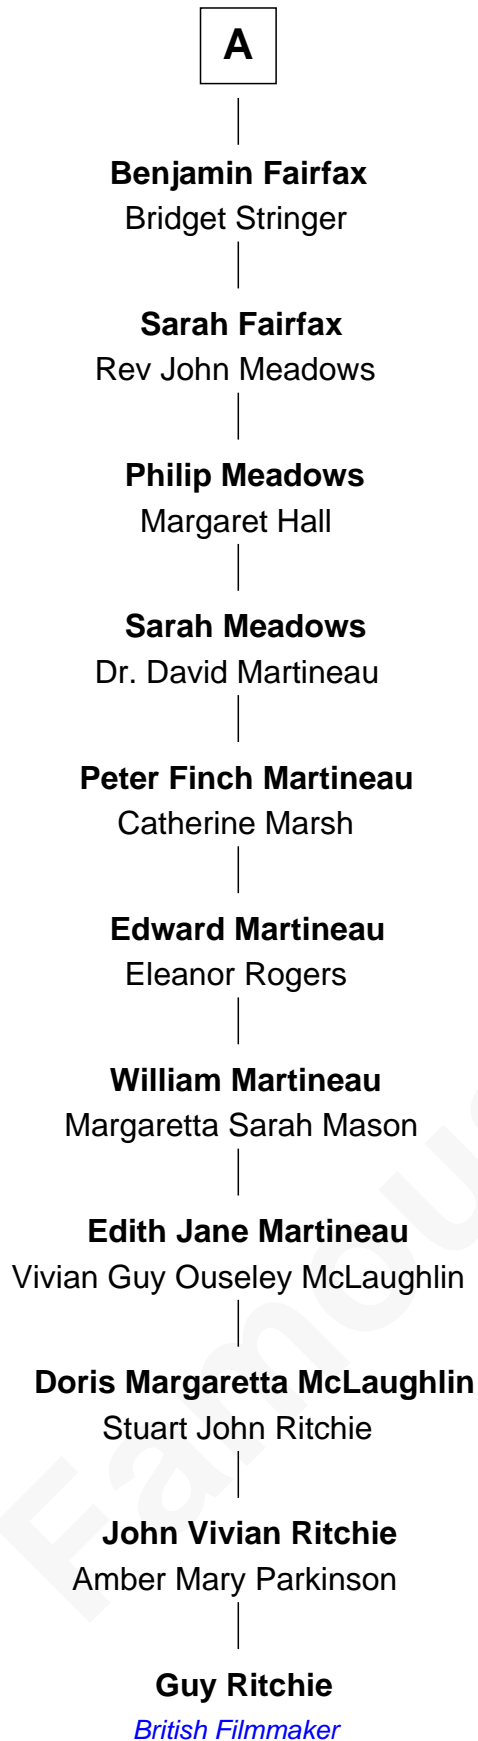 A
Benjamin Fairfax
Bridget Stringer
Sarah Fairfax
Rev John Meadows
Philip Meadows
Margaret Hall
Sarah Meadows
Dr. David Martineau
Peter Finch Martineau
Catherine Marsh
Edward Martineau
Eleanor Rogers
William Martineau
Margaretta Sarah Mason
Edith Jane Martineau
Vivian Guy Ouseley McLaughlin
Doris Margaretta McLaughlin
Stuart John Ritchie
John Vivian Ritchie
Amber Mary Parkinson
Guy Ritchie
British Filmmaker
Famous